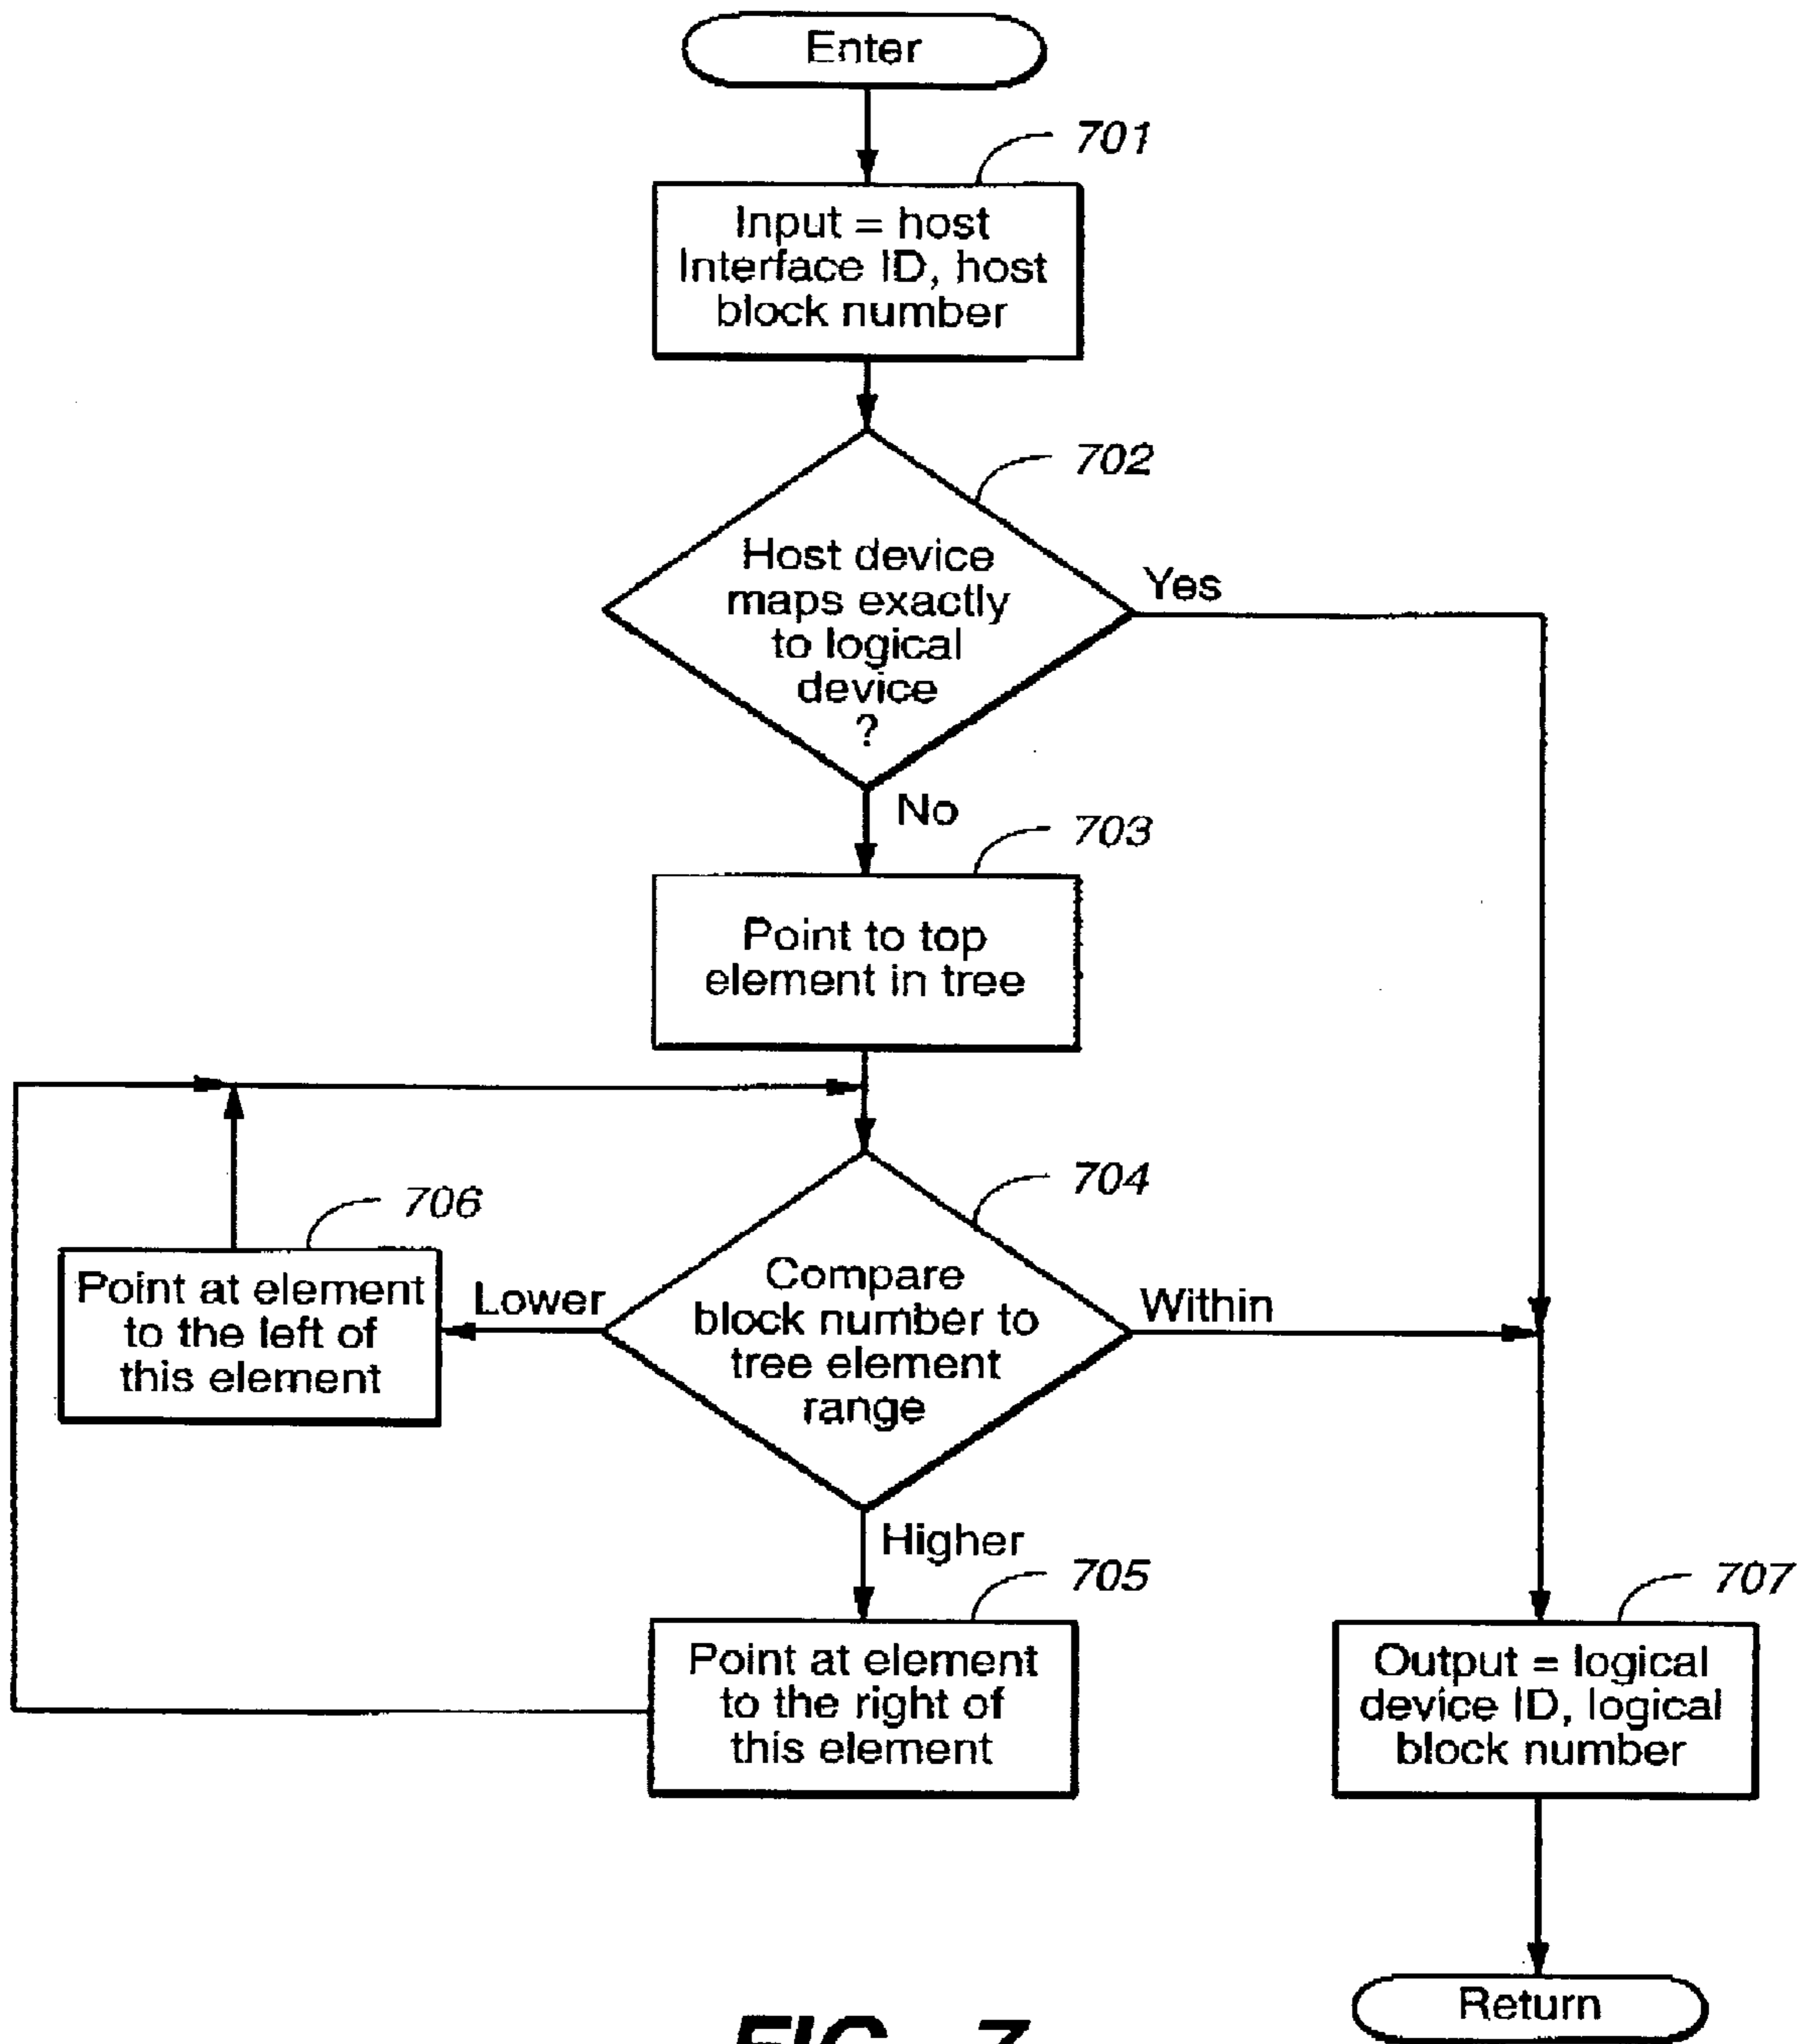 Enter
701
Input = host
Interface ID, host
block number
702
Host device
maps exactly
to logical
device
?
Yes
No
703
Point to top
element in tree
704
Compare
block number to
tree element
range
Lower
Within
Higher
706
Point at element
to the left of
this element
705
Point at element
to the right of
this element
707
Output = logical
device ID, logical
block number
Return
FIG. 7